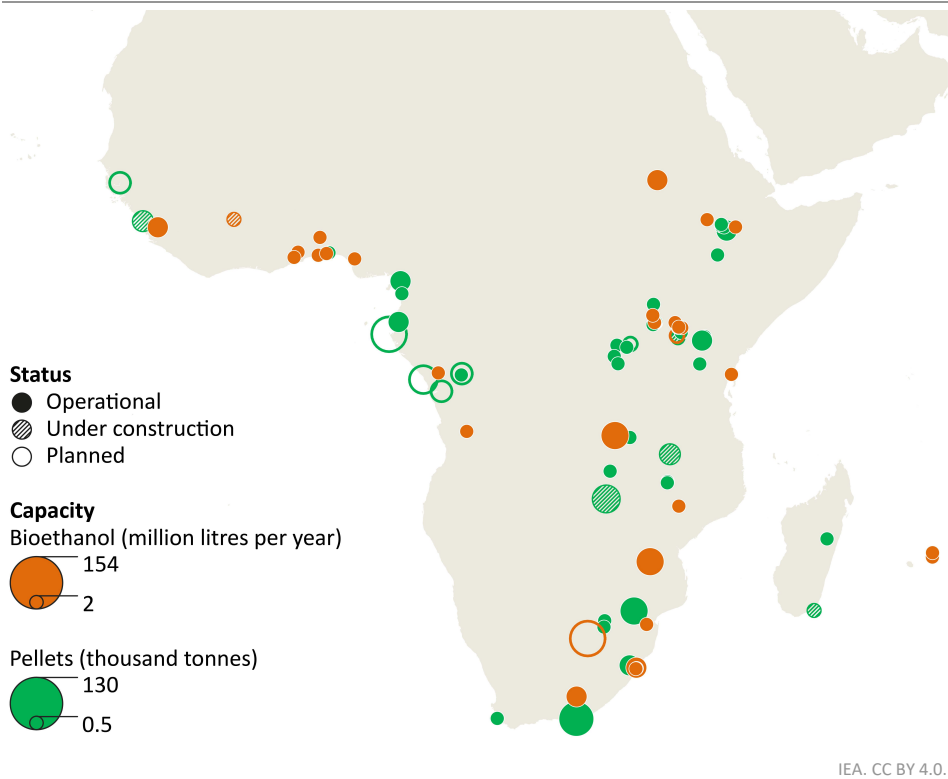 Status
Operational
Under construction
Planned
Capacity
Bioethanol (million litres per year)
154
2
Pellets (thousand tonnes)
130
0.5
IEA. CC BY 4.0.